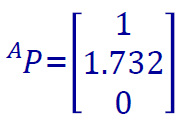 ᴬP = [1
1.732
0]